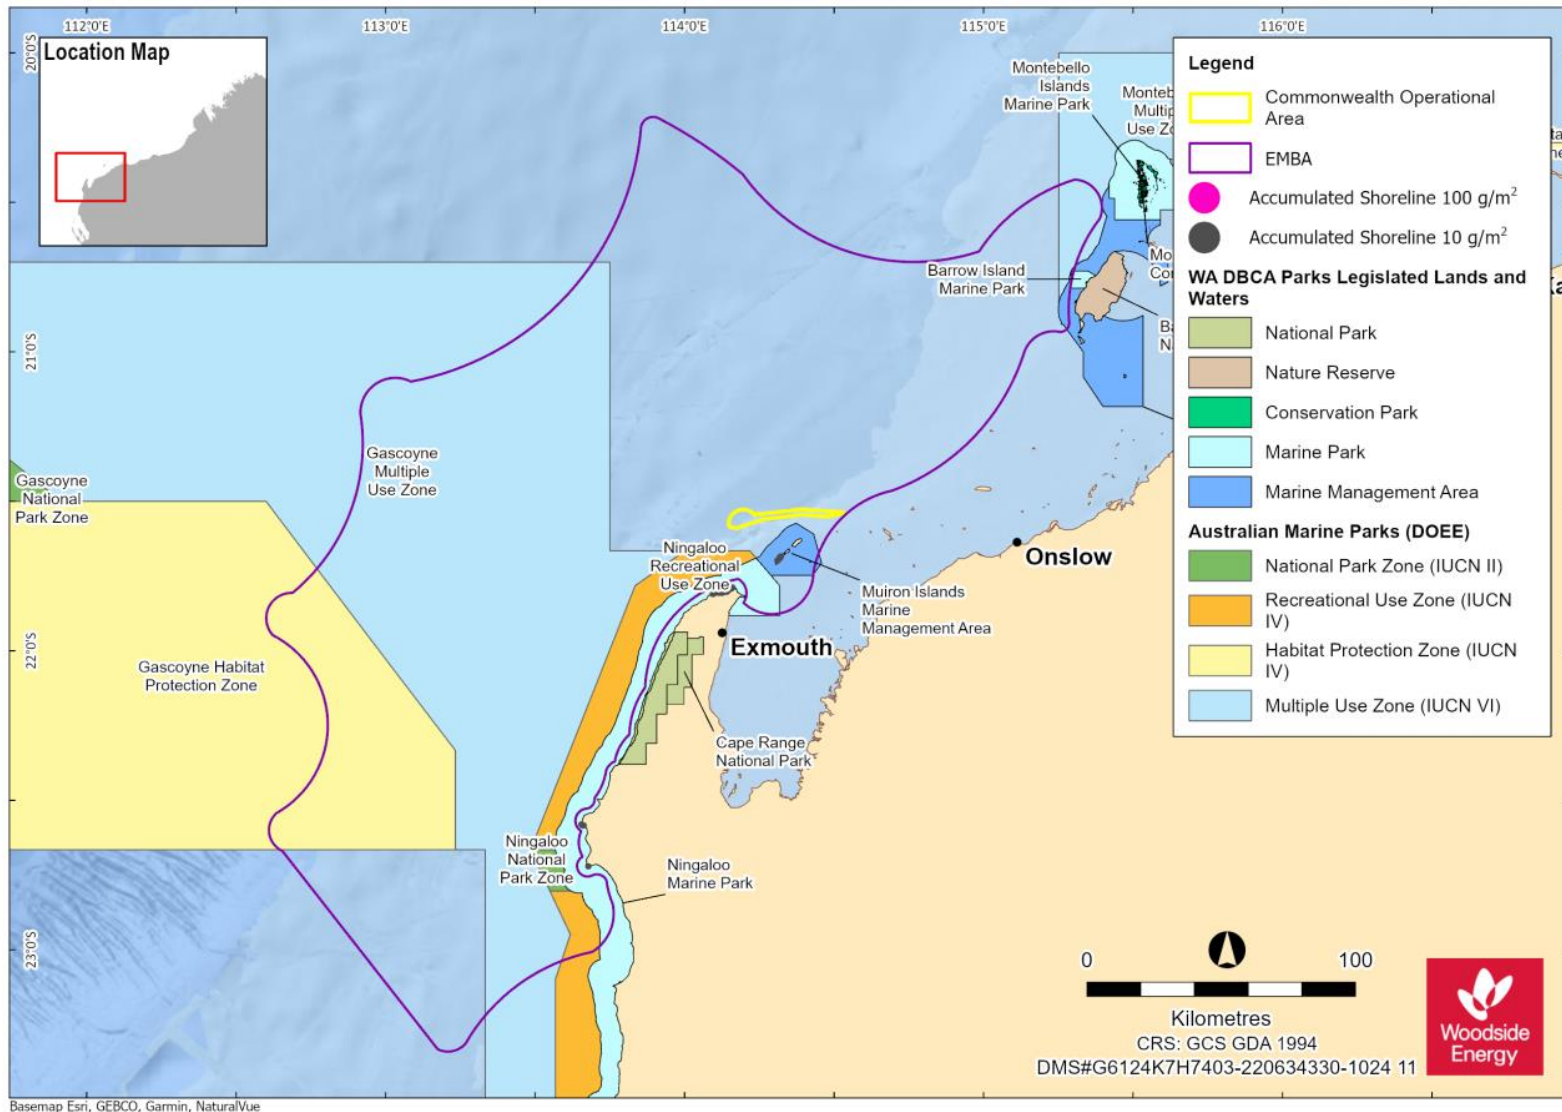 112°0'E
113°0'E
114°0'E
115°0'E
116°0'E
20°0'S
21°0'S
22°0'S
23°0'S
Location Map
Montebello
Islands
Marine Park
Multip
Barrow Island
Marine Park
Gascoyne
Multiple
Use Zone
Gascoyne
National
Park Zone
Ningaloo
Recreational
Use Zone
Muiron Islands
Marine
Management Area
Onslow
Exmouth
Gascoyne Habitat
Protection Zone
Cape Range
National Park
Ningaloo
National
Park Zone
Ningaloo
Marine Park
Legend
Commonwealth Operational
Area
EMBA
Accumulated Shoreline 100 g/m²
Accumulated Shoreline 10 g/m²
WA DBCA Parks Legislated Lands and
Waters
National Park
Nature Reserve
Conservation Park
Marine Park
Marine Management Area
Australian Marine Parks (DOEE)
National Park Zone (IUCN II)
Recreational Use Zone (IUCN
IV)
Habitat Protection Zone (IUCN
IV)
Multiple Use Zone (IUCN VI)
0 100
Kilometres
CRS: GCS GDA 1994
DMS#G6124K7H7403-220634330-1024 11
Woodside
Energy
Basemap Esri, GEBCO, Garmin, NaturalVue